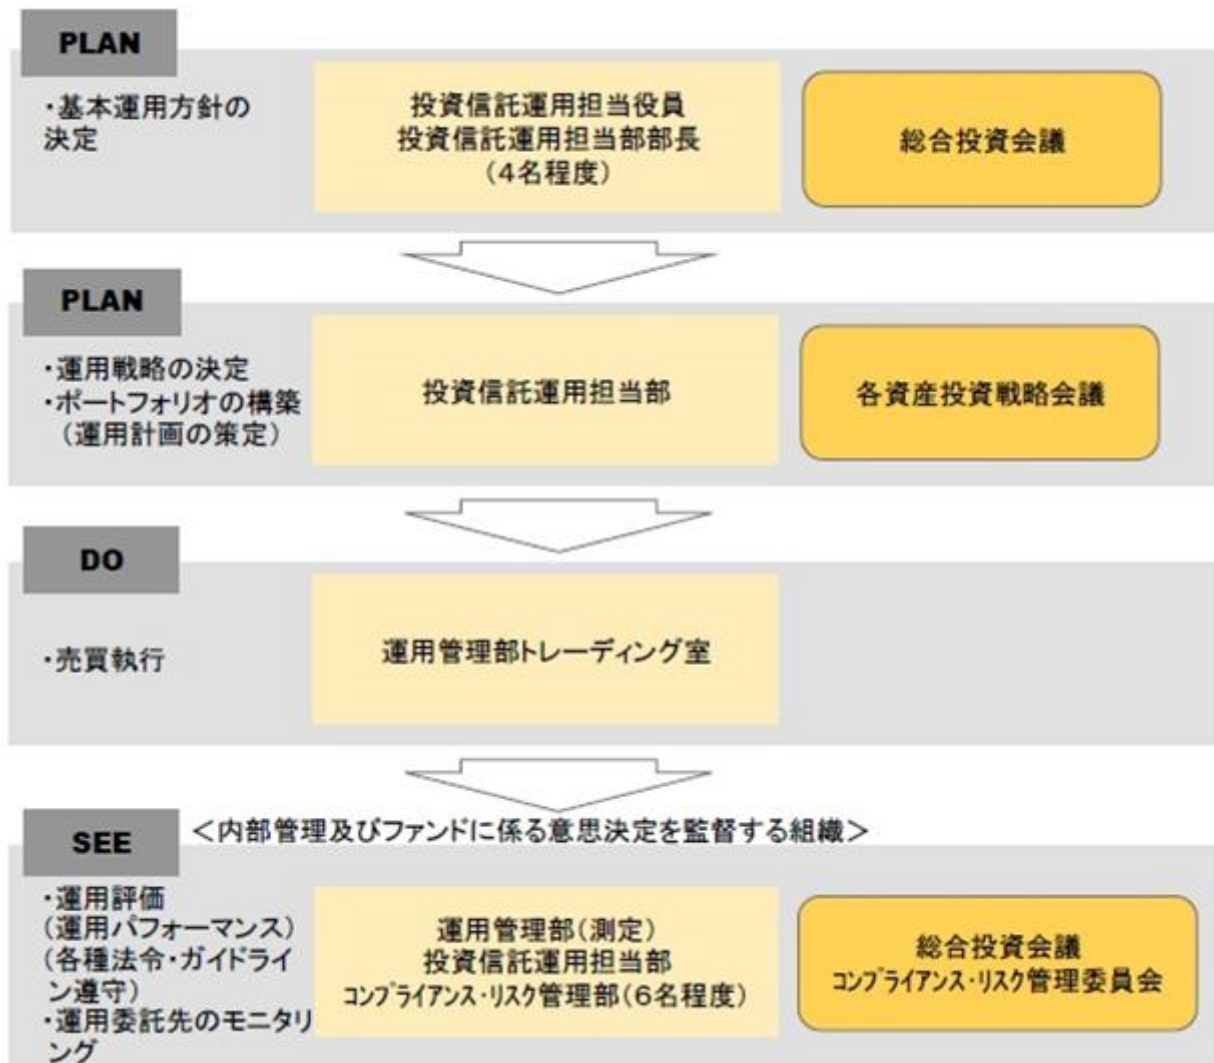 PLAN
・基本運用方針の
決定
投資信託運用担当役員
投資信託運用担当部部長
(4名程度)
総合投資会議
PLAN
・運用戦略の決定
・ポートフォリオの構築
(運用計画の策定)
投資信託運用担当部
各資産投資戦略会議
DO
・売買執行
運用管理部トレーディング室
SEE
<内部管理及びファンドに係る意思決定を監督する組織>
・運用評価
(運用パフォーマンス)
(各種法令・ガイドライ
ン遵守)
・運用委託先のモニタリ
ング
運用管理部(測定)
投資信託運用担当部
コンプライアンス・リスク管理部(6名程度)
総合投資会議
コンプライアンス・リスク管理委員会